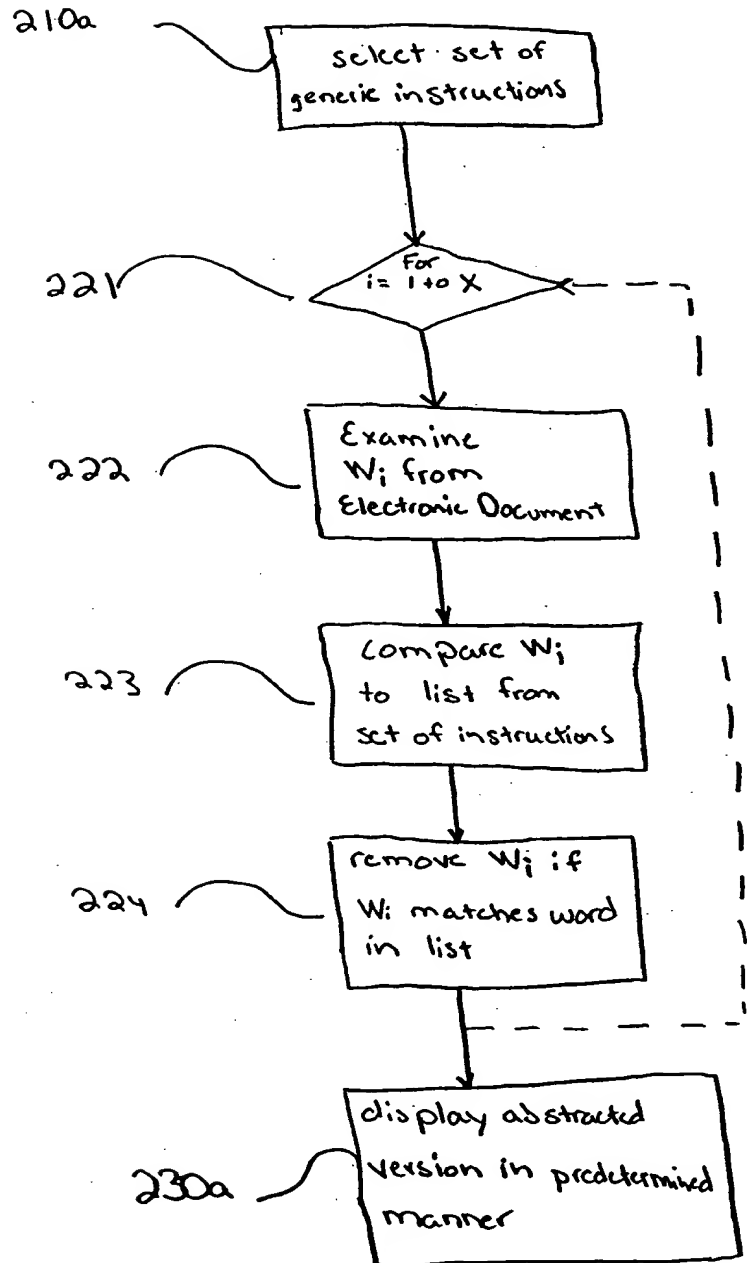 210a
select set of
generic instructions
221
For
i= 1 to X
222
Examine
Wi from
Electronic Document
223
compare Wi
to list from
set of instructions
224
remove Wi if
Wi matches word
in list
230a
display abstracted
version in predetermined
manner